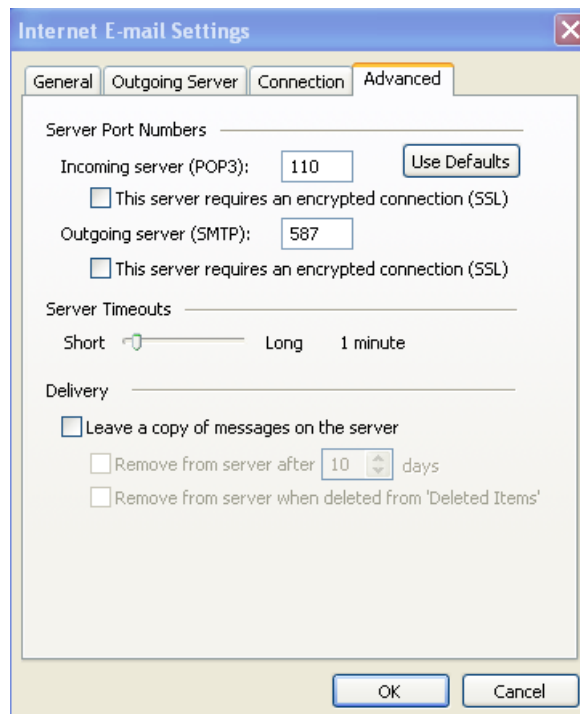 Internet E-mail Settings
General Outgoing Server Connection Advanced
Server Port Numbers
Incoming server (POP3): 110 Use Defaults
This server requires an encrypted connection (SSL)
Outgoing server (SMTP): 587
This server requires an encrypted connection (SSL)
Server Timeouts
Short Long 1 minute
Delivery
Leave a copy of messages on the server
Remove from server after 10 days
Remove from server when deleted from 'Deleted Items'
OK Cancel